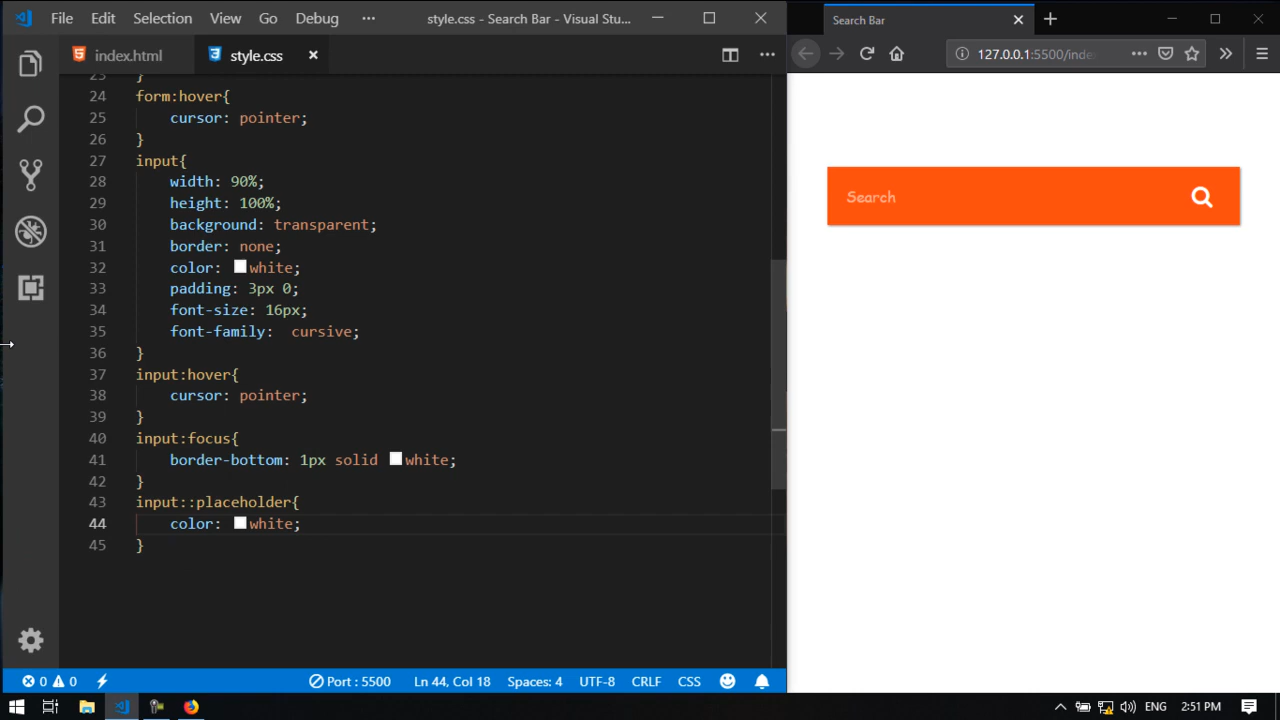 File Edit Selection View Go Debug ··· style.css - Search Bar - Visual Stu...
index.html style.css
23 }
24 form:hover{
25 cursor: pointer;
26 }
27 input{
28 width: 90%;
29 height: 100%;
30 background: transparent;
31 border: none;
32 color: white;
33 padding: 3px 0;
34 font-size: 16px;
35 font-family:  cursive;
36 }
37 input:hover{
38 cursor: pointer;
39 }
40 input:focus{
41 border-bottom: 1px solid white;
42 }
43 input::placeholder{
44 color: white;
45 }
0 0 Port : 5500 Ln 44, Col 18 Spaces: 4 UTF-8 CRLF CSS
Search Bar
127.0.0.1:5500/inde
Search
ENG 2:51 PM